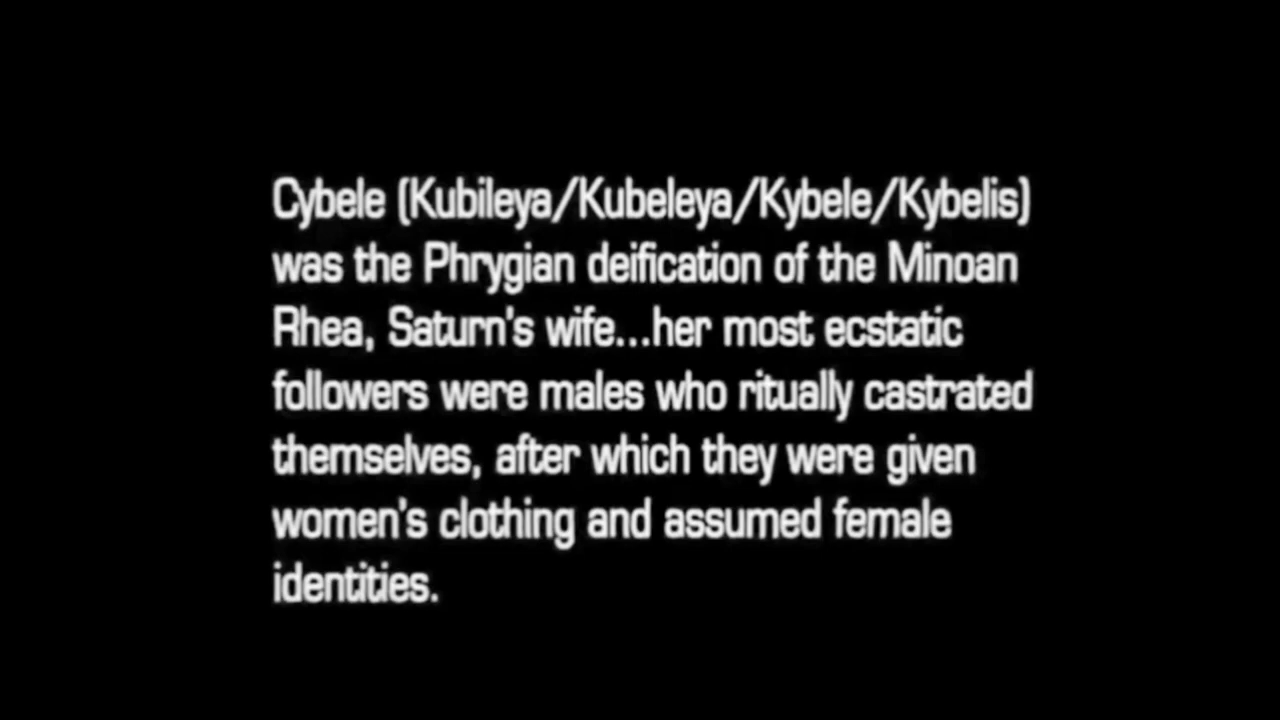 Cybele (Kubileya/Kubeleya/Kybele/Kybelis)
was the Phrygian deification of the Minoan
Rhea, Saturn's wife...her most ecstatic
followers were males who ritually castrated
themselves, after which they were given
women's clothing and assumed female
identities.